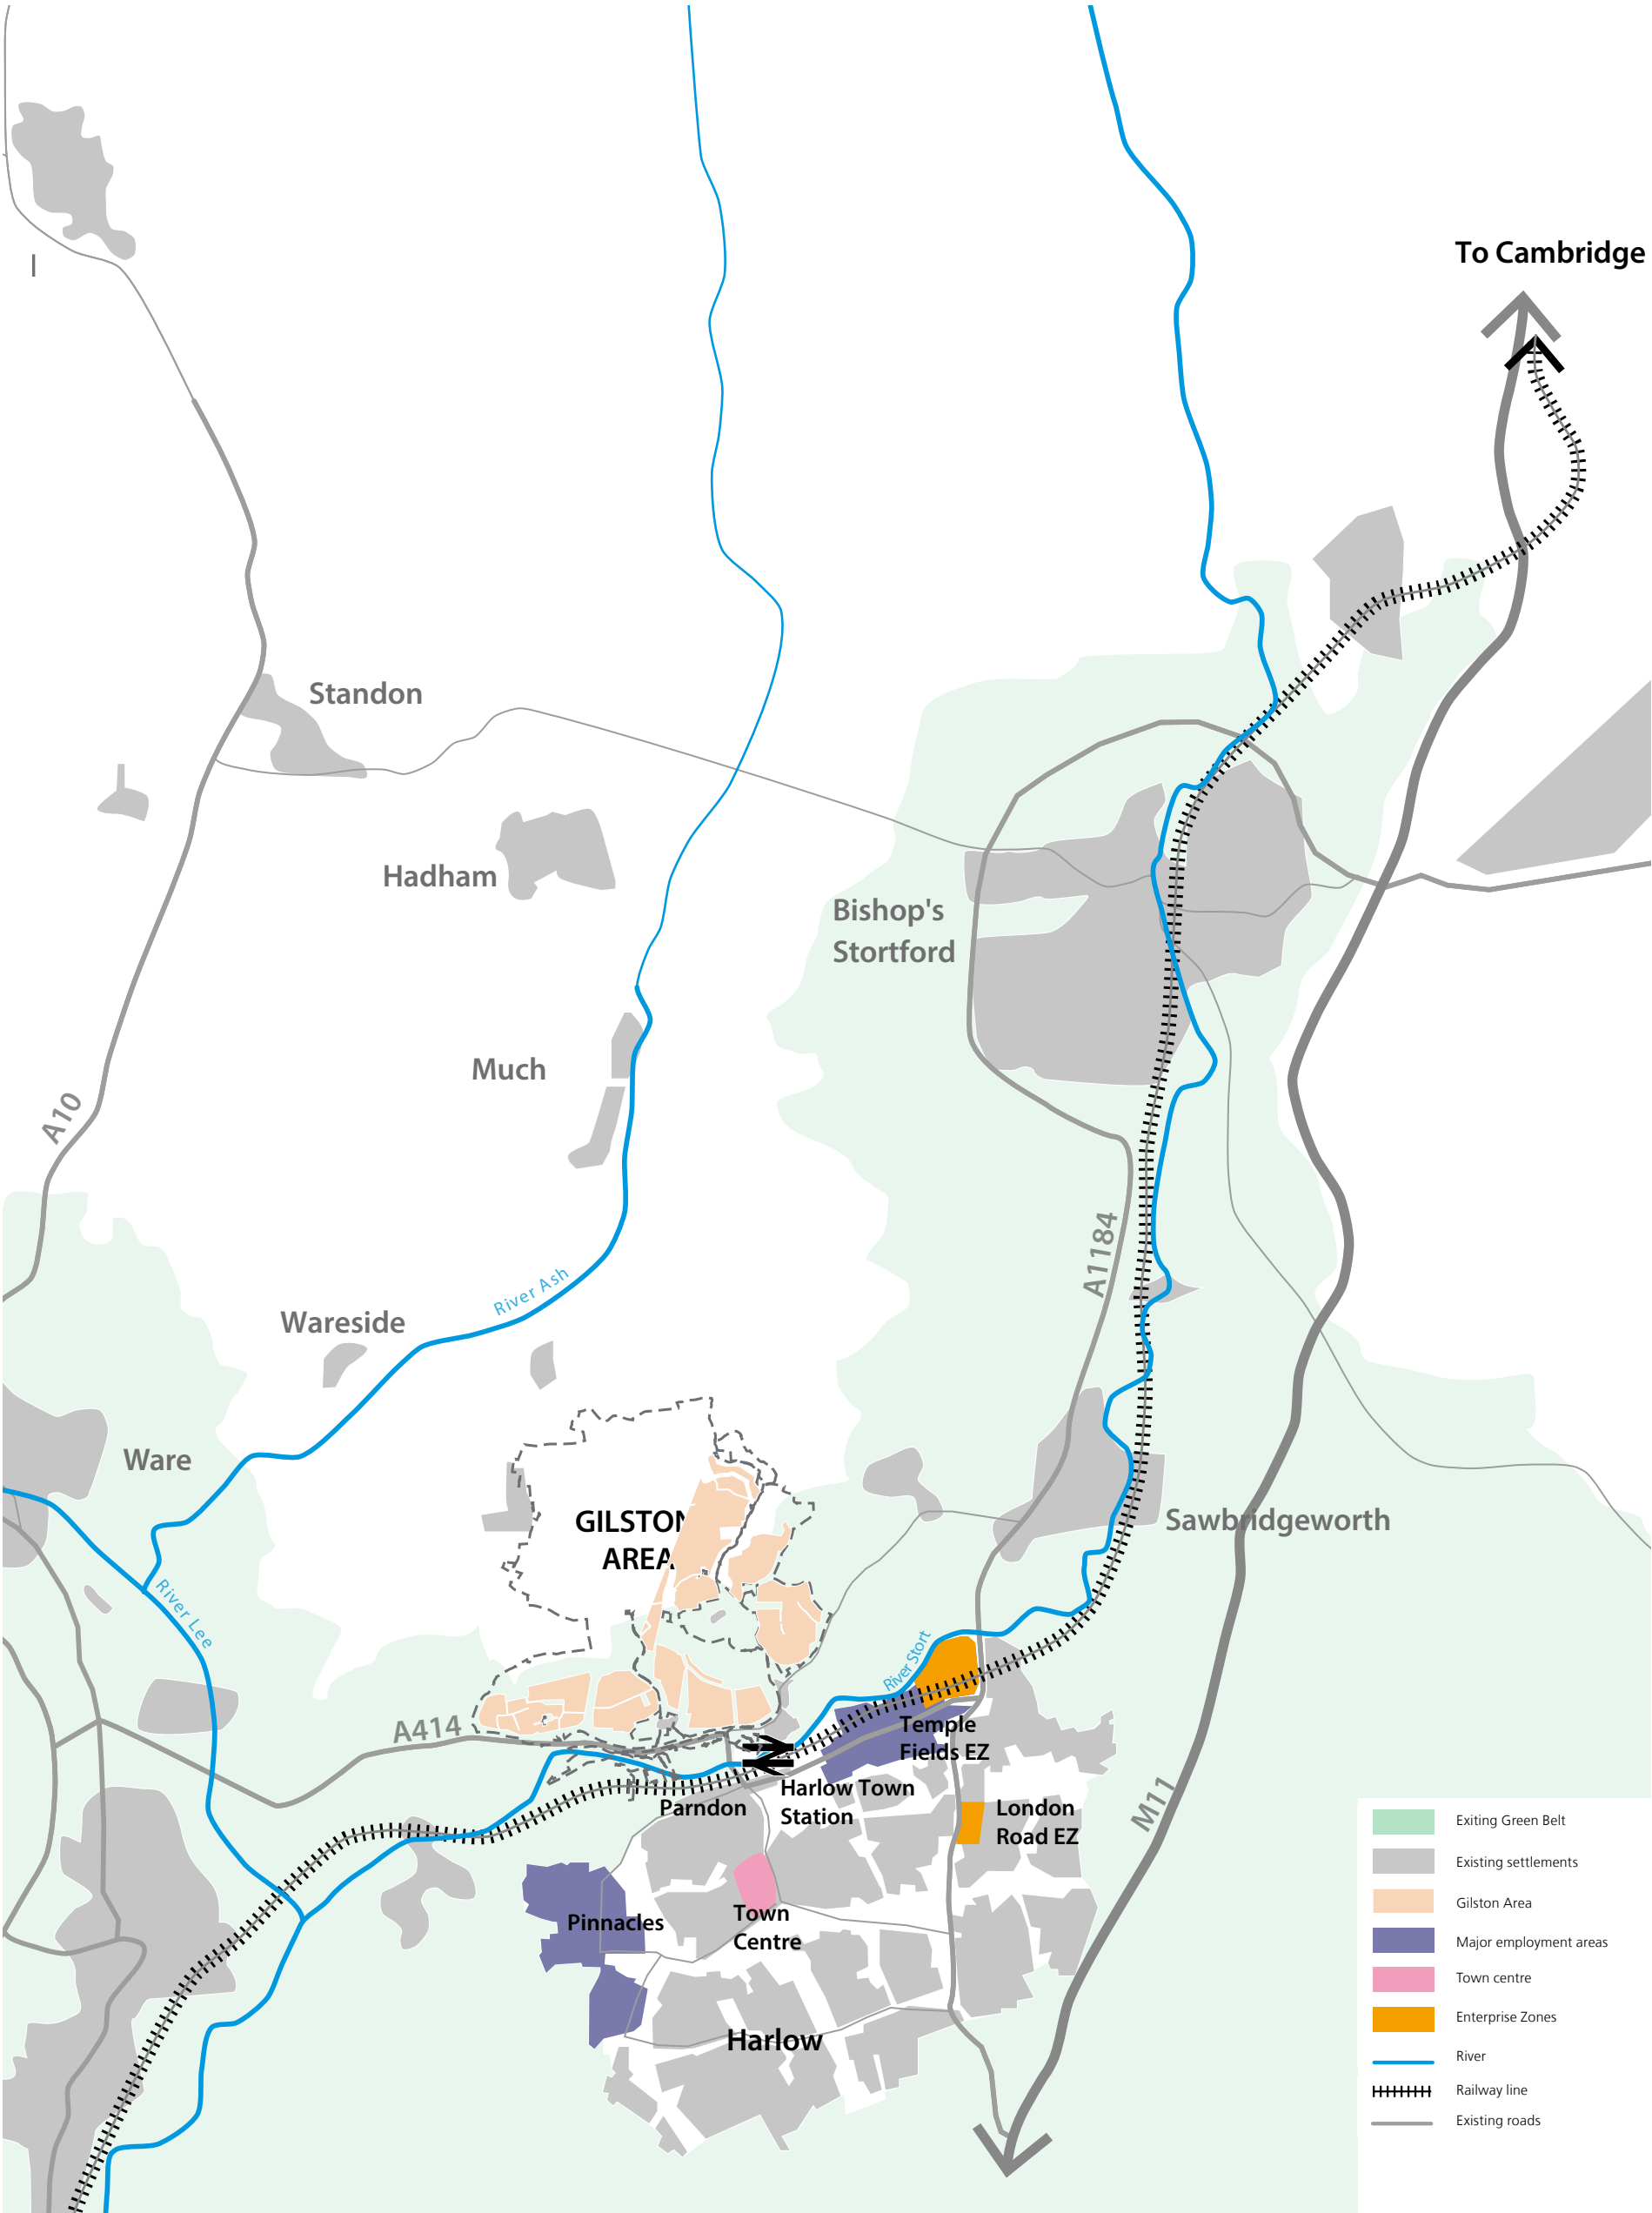 To Cambridge
l
Standon
Hadham
Bishop's
Stortford
Much
A10
A1184
River Ash
Wareside
Ware
GILSTON
AREA
Sawbridgeworth
River Lee
River Stort
A414
Temple
Fields EZ
Harlow Town
Station
Parndon
London
Road EZ
M11
Pinnacles
Town
Centre
Harlow
Exiting Green Belt
Existing settlements
Gilston Area
Major employment areas
Town centre
Enterprise Zones
River
Railway line
Existing roads